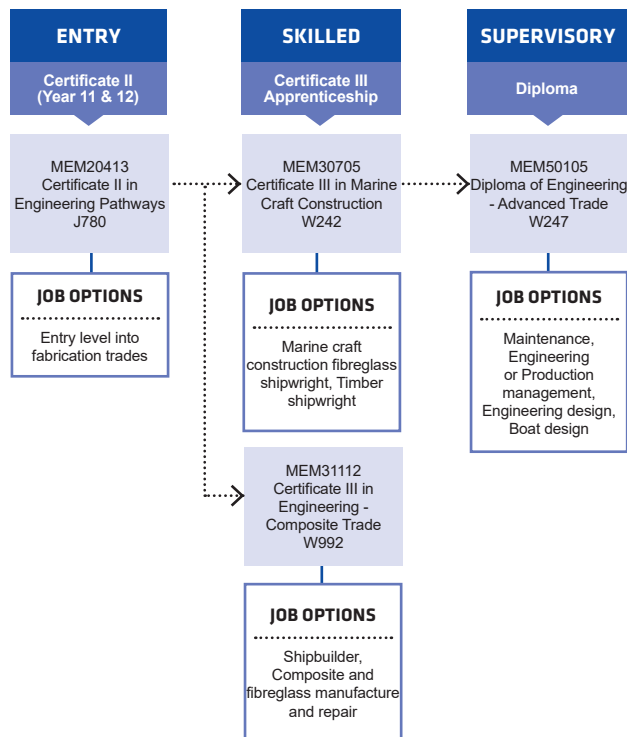 ENTRY
Certificate II
(Year 11 & 12)
MEM20413
Certificate II in
Engineering Pathways
J780
JOB OPTIONS
Entry level into
fabrication trades
SKILLED
Certificate III
Apprenticeship
MEM30705
Certificate III in Marine
Craft Construction
W242
JOB OPTIONS
Marine craft
construction fibreglass
shipwright, Timber
shipwright
MEM31112
Certificate III in
Engineering -
Composite Trade
W992
JOB OPTIONS
Shipbuilder,
Composite and
fibreglass manufacture
and repair
SUPERVISORY
Diploma
MEM50105
Diploma of Engineering
- Advanced Trade
W247
JOB OPTIONS
Maintenance,
Engineering
or Production
management,
Engineering design,
Boat design